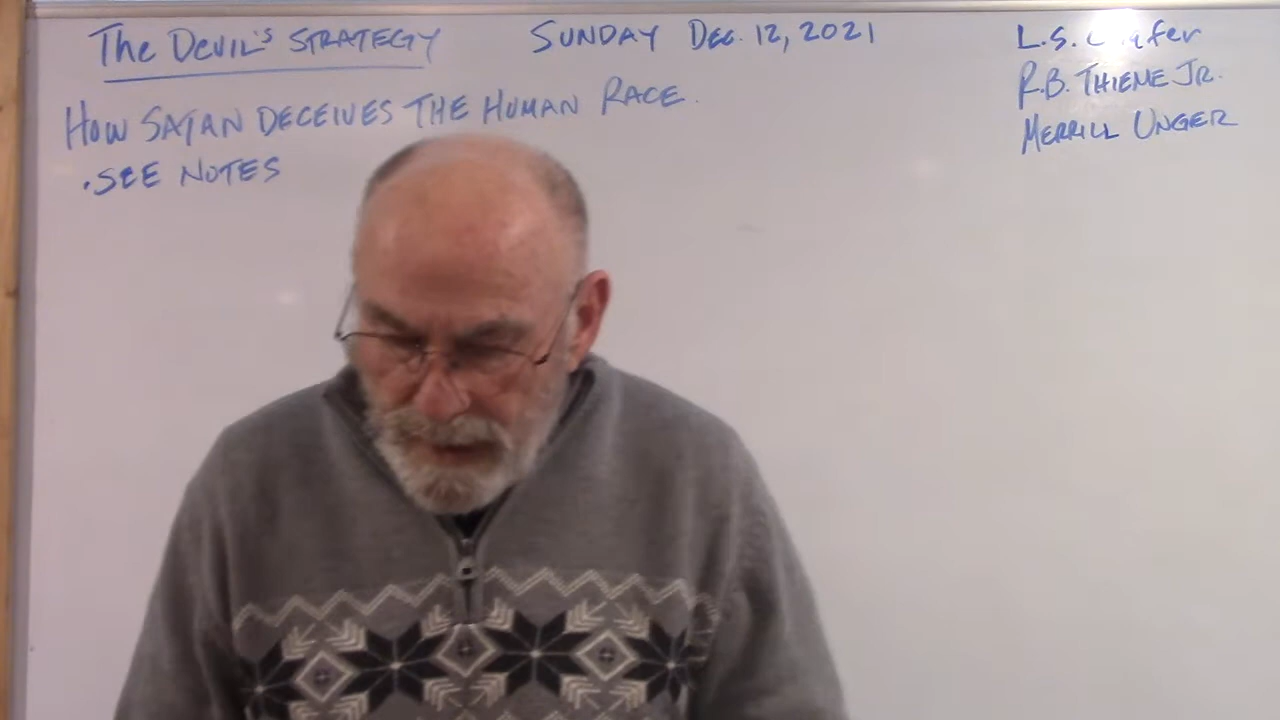 The Devil's Strategy
Sunday Dec. 12, 2021
How Satan Deceives The Human Race.
• See Notes
L.S.
R.B. Thieme Jr.
Merrill Unger